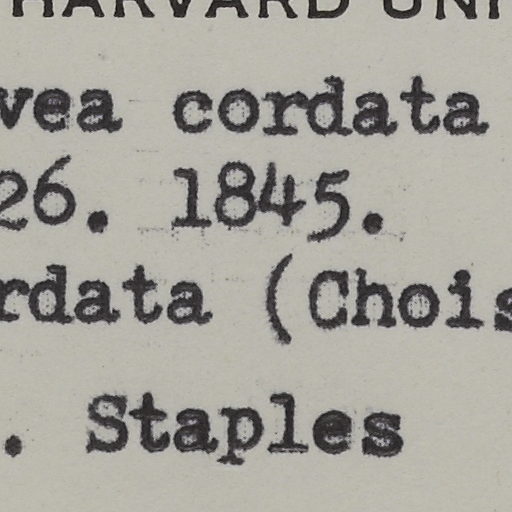 HARVARD UNI
vea cordata
26. 1845.
rdata (Chois
. Staples